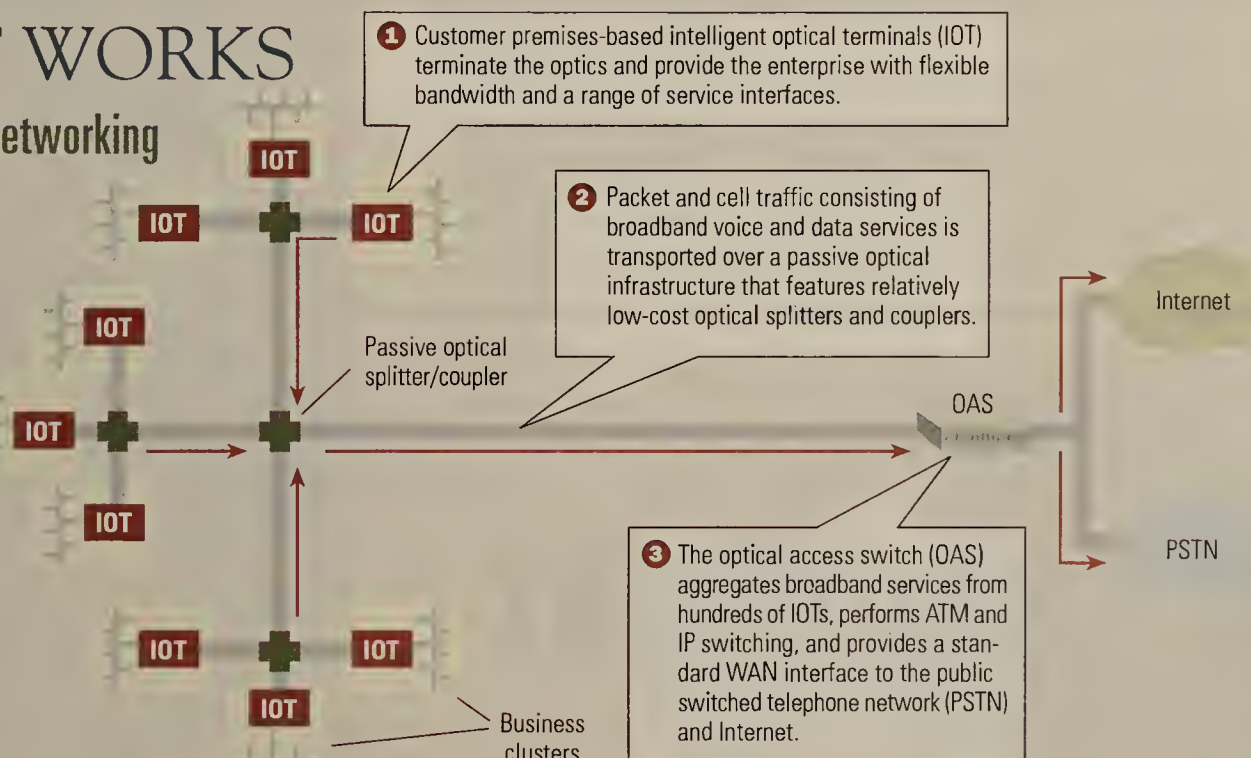 WORKS
etworking
1 Customer premises-based intelligent optical terminals (IOT)
terminate the optics and provide the enterprise with flexible
bandwidth and a range of service interfaces.
IOT
IOT
IOT
2 Packet and cell traffic consisting of
broadband voice and data services is
transported over a passive optical
infrastructure that features relatively
low-cost optical splitters and couplers.
Internet
IOT
Passive optical
splitter/coupler
OAS
IOT
IOT
3 The optical access switch (OAS)
aggregates broadband services from
hundreds of IOTs, performs ATM and
IP switching, and provides a stan-
dard WAN interface to the public
switched telephone network (PSTN)
and Internet.
PSTN
IOT
IOT
IOT
Business
clusters